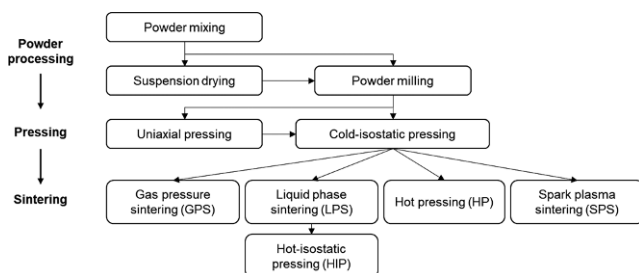 Powder mixing
Powder
processing
Suspension drying
Powder milling
Pressing
Uniaxial pressing
Cold-isostatic pressing
Sintering
Gas pressure
sintering (GPS)
Liquid phase
sintering (LPS)
Hot pressing (HP)
Spark plasma
sintering (SPS)
Hot-isostatic
pressing (HIP)